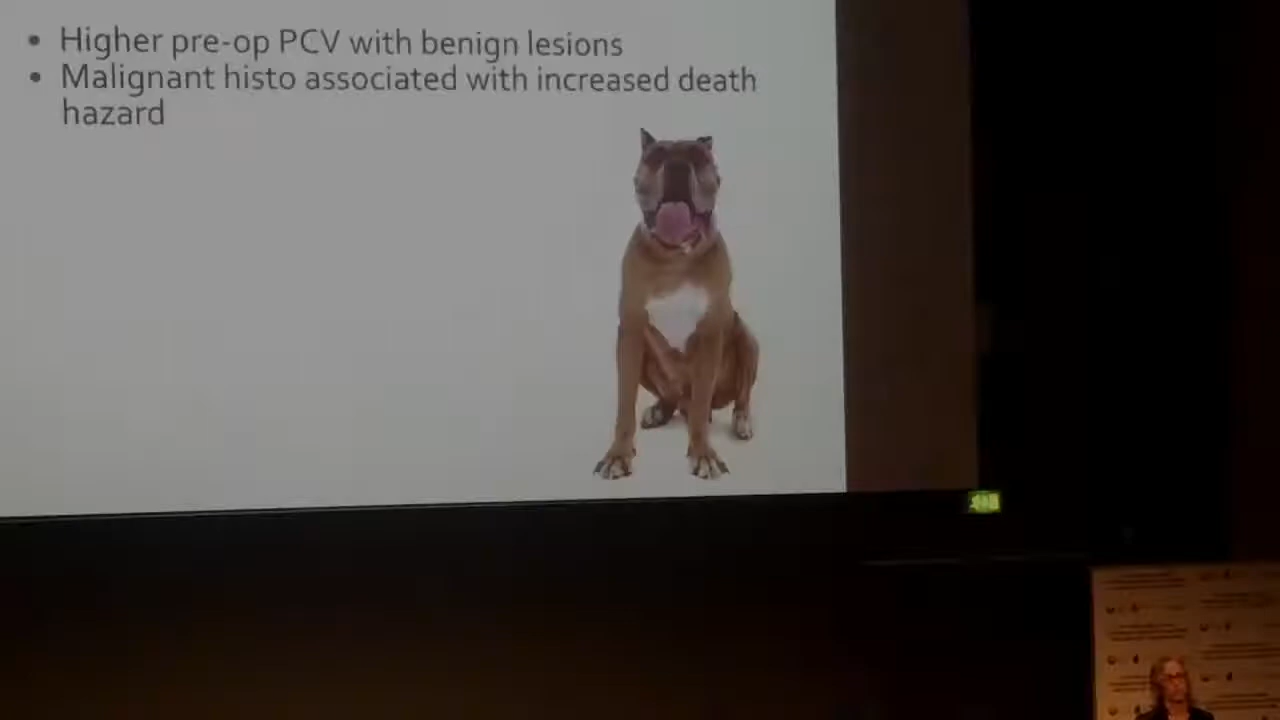 • Higher pre-op PCV with benign lesions
• Malignant histo associated with increased death
hazard